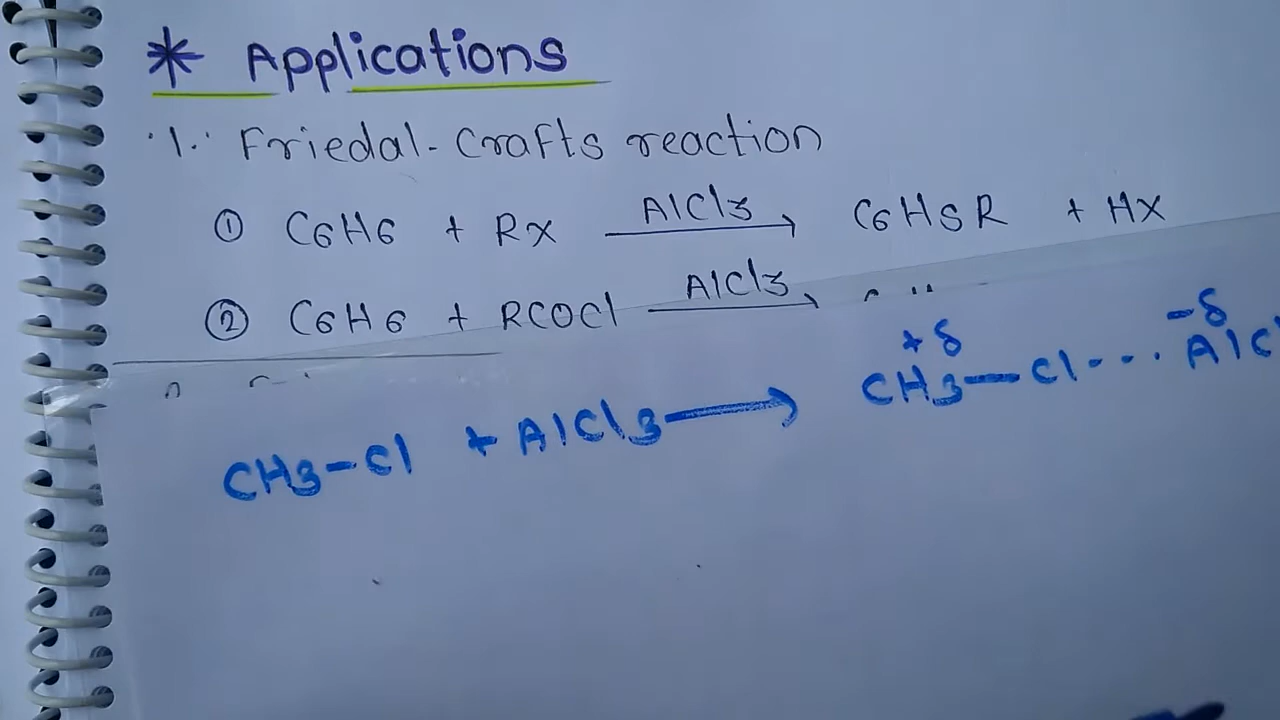 * Applications
1. Friedal-Crafts reaction
① C6H6 + RX AlCl3 → C6H5R + HX
② C6H6 + RCOCl AlCl3 →
+δ -δ
CH3-Cl + AlCl3 → CH3-Cl... AlCl